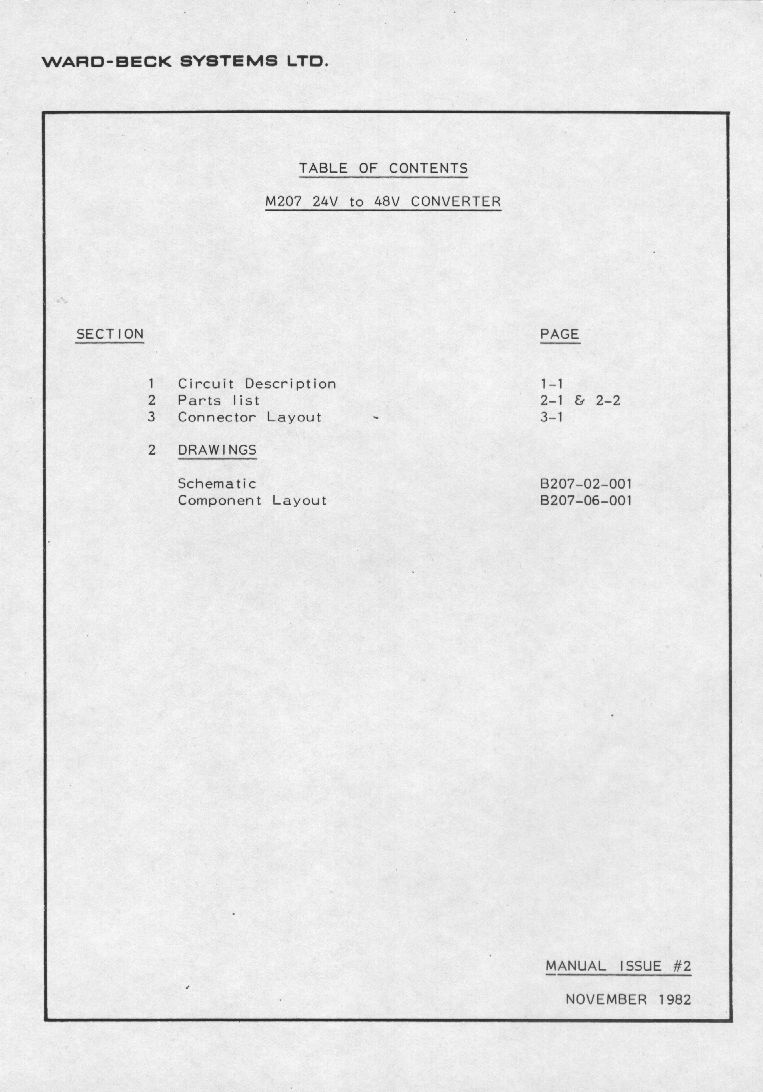 WARD-BECK SYSTEMS LTD.
TABLE OF CONTENTS
M207 24V to 48V CONVERTER
SECTION PAGE
1 Circuit Description 1-1
2 Parts list 2-1 & 2-2
3 Connector Layout 3-1
2 DRAWINGS
Schematic B207-02-001
Component Layout B207-06-001
MANUAL ISSUE #2
NOVEMBER 1982